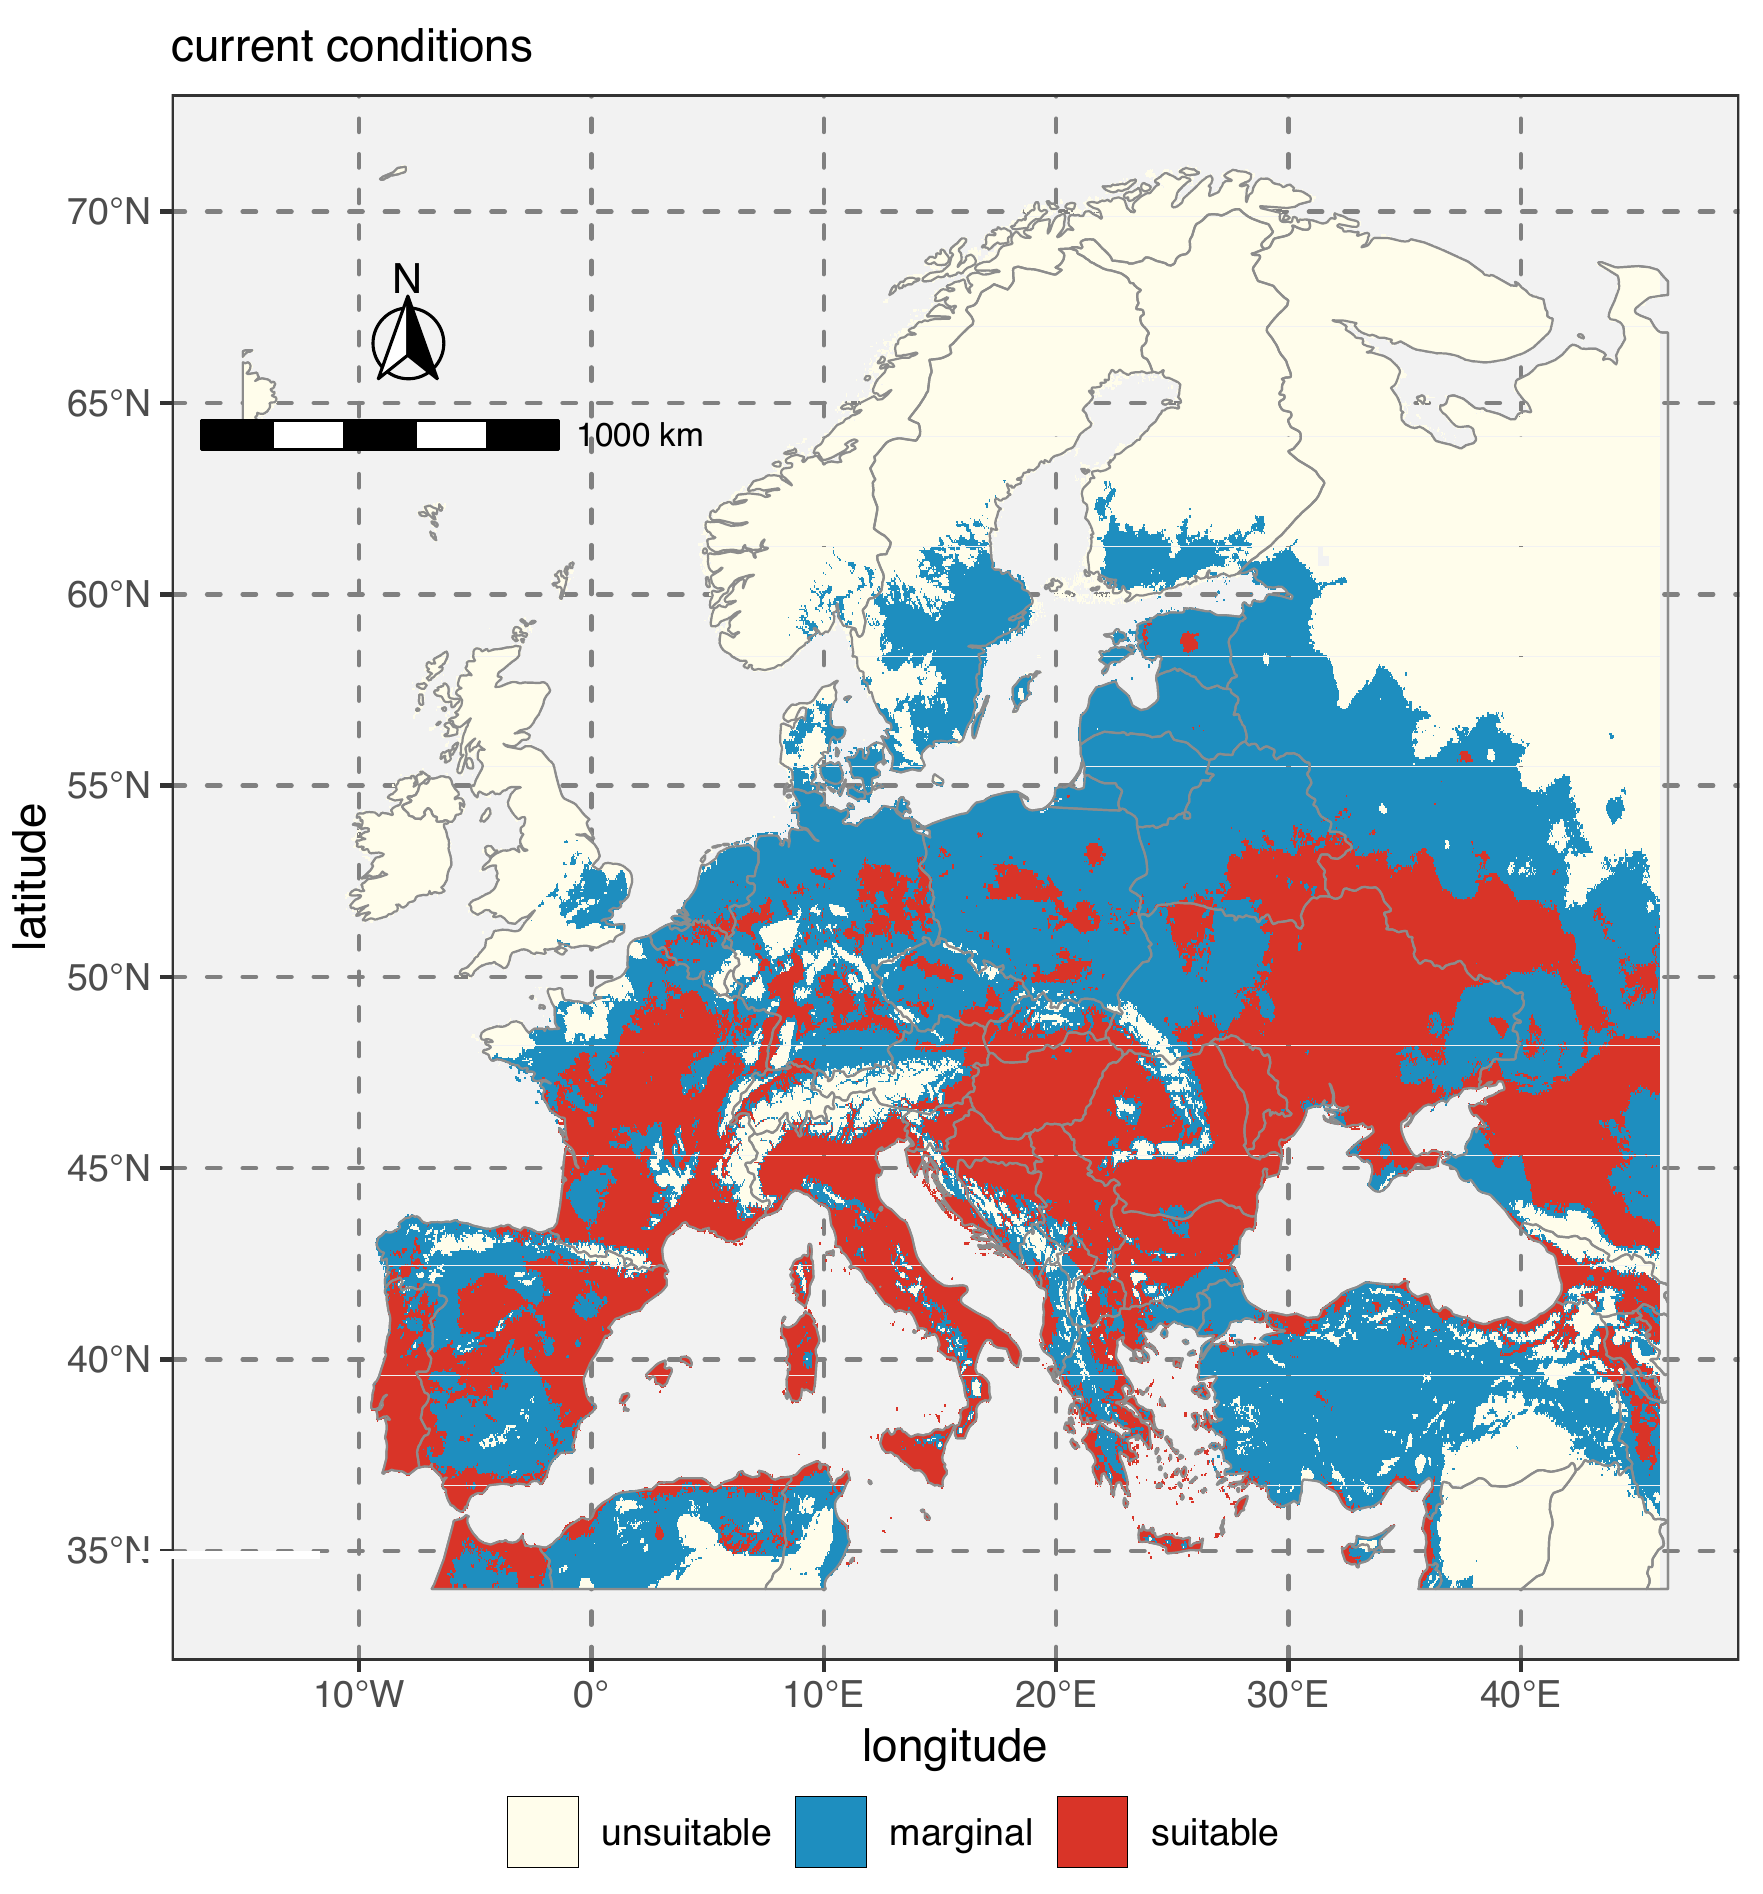 current conditions
N
1000 km
latitude
70°N
65°N
60°N
55°N
50°N
45°N
40°N
35°N
10°W 0° 10°E 20°E 30°E 40°E
longitude
unsuitable marginal suitable